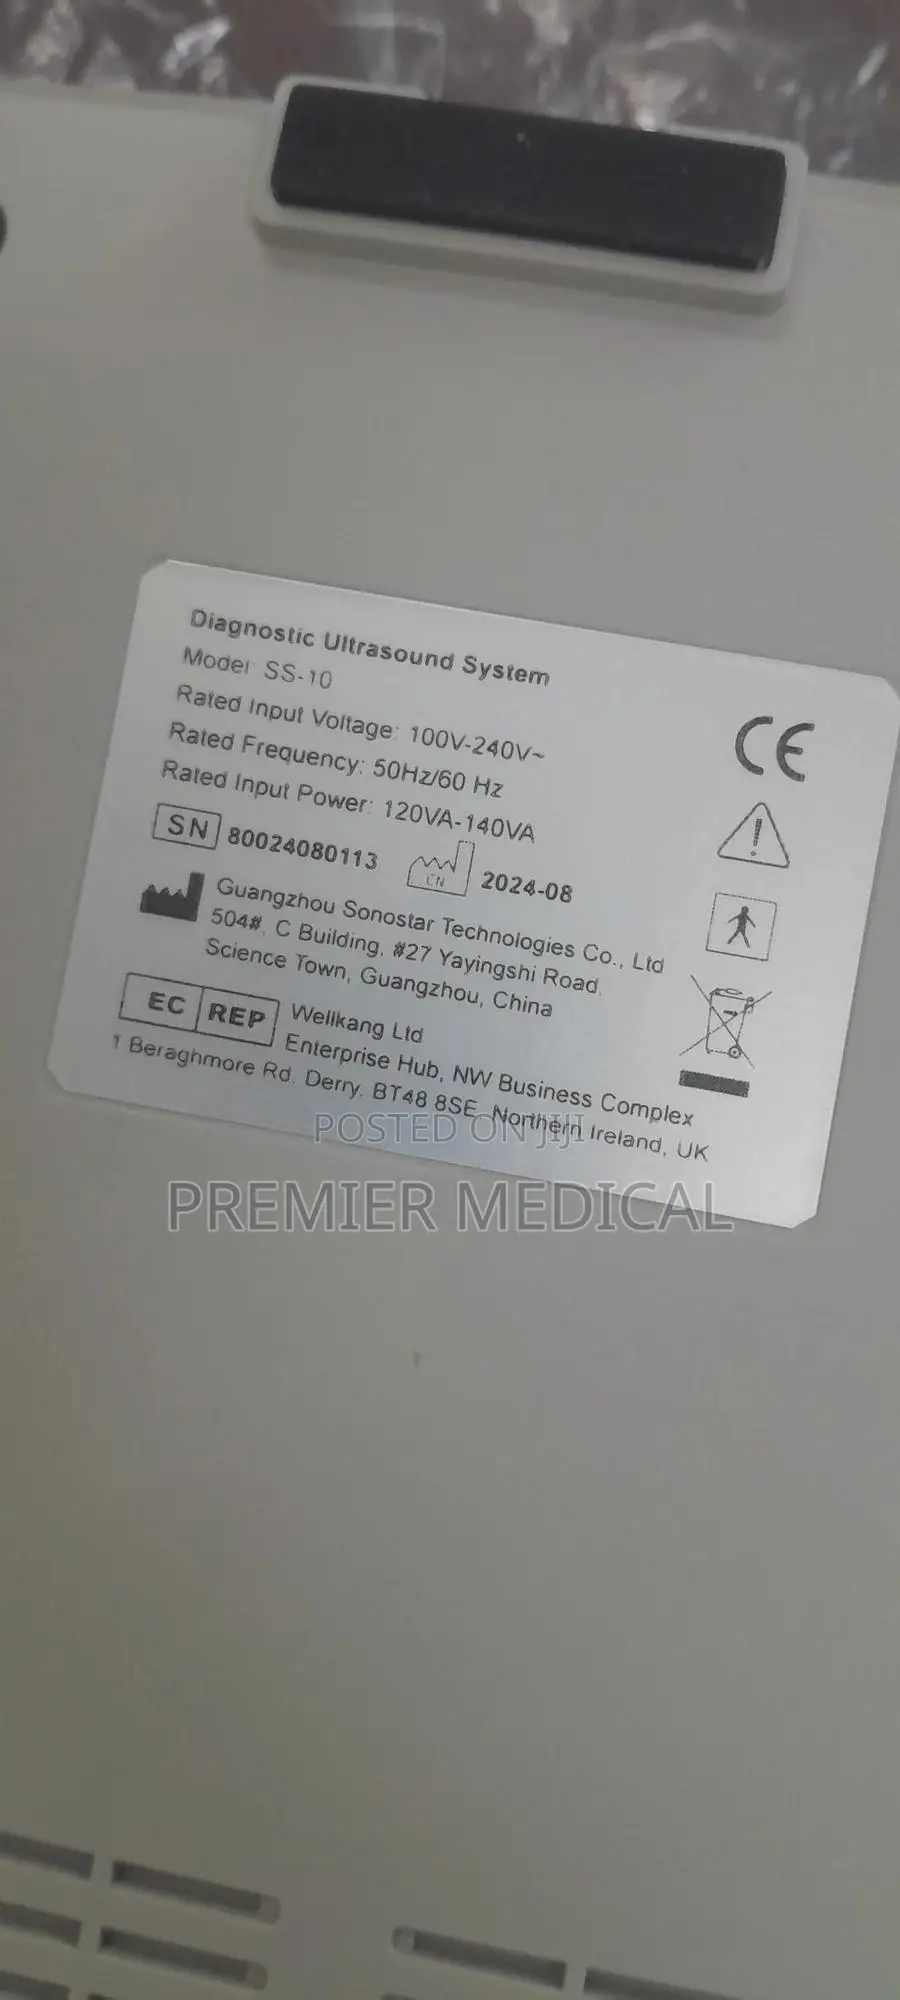 Diagnostic Ultrasound System
Model SS-10
Rated Input Voltage: 100V-240V~
Rated Frequency: 50Hz/60 Hz
Rated Input Power: 120VA-140VA
SN 80024080113 CN 2024-08
Guangzhou Sonostar Technologies Co., Ltd
504#, C Building, #27 Yayingshi Road,
Science Town, Guangzhou, China
EC REP Wellkang Ltd
Enterprise Hub, NW Business Complex
1 Beraghmore Rd. Derry, BT48 8SE, Northern Ireland, UK
CE
POSTED ON JIJI
PREMIER MEDICAL